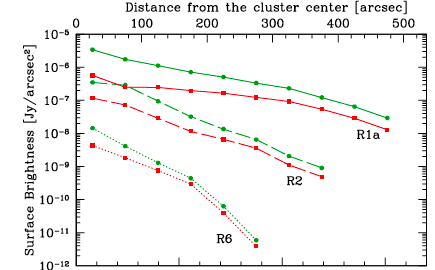 Distance from the cluster center [arcsec]
0 100 200 300 400 500
Surface Brightness [Jy/arcsec²]
10⁻⁵
10⁻⁶
10⁻⁷
10⁻⁸
10⁻⁹
10⁻¹⁰
10⁻¹¹
10⁻¹²
R1a
R2
R6